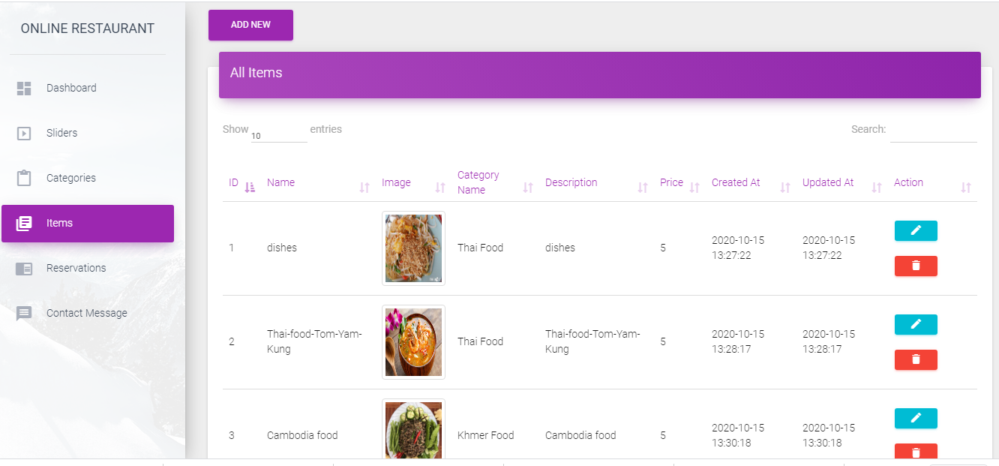 ONLINE RESTAURANT
Dashboard
Sliders
Categories
Items
Reservations
Contact Message
ADD NEW
All Items
Show 10 entries
Search:
ID Name Image Category Name Description Price Created At Updated At Action
1 dishes Thai Food dishes 5 2020-10-15 13:27:22 2020-10-15 13:27:22
2 Thai-food-Tom-Yam-Kung Thai Food Thai-food-Tom-Yam-Kung 5 2020-10-15 13:28:17 2020-10-15 13:28:17
3 Cambodia food Khmer Food Cambodia food 5 2020-10-15 13:30:18 2020-10-15 13:30:18